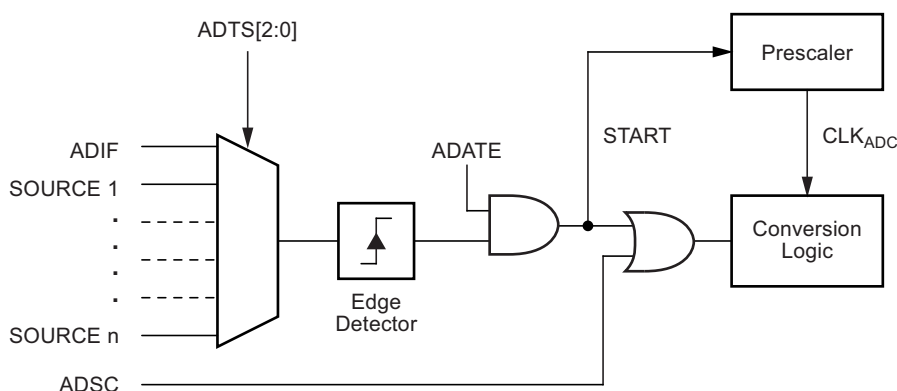 ADTS[2:0]
Prescaler
START
CLKADC
ADIF
ADATE
SOURCE 1
.
.
.
.
Conversion
Logic
Edge
Detector
SOURCE n
ADSC